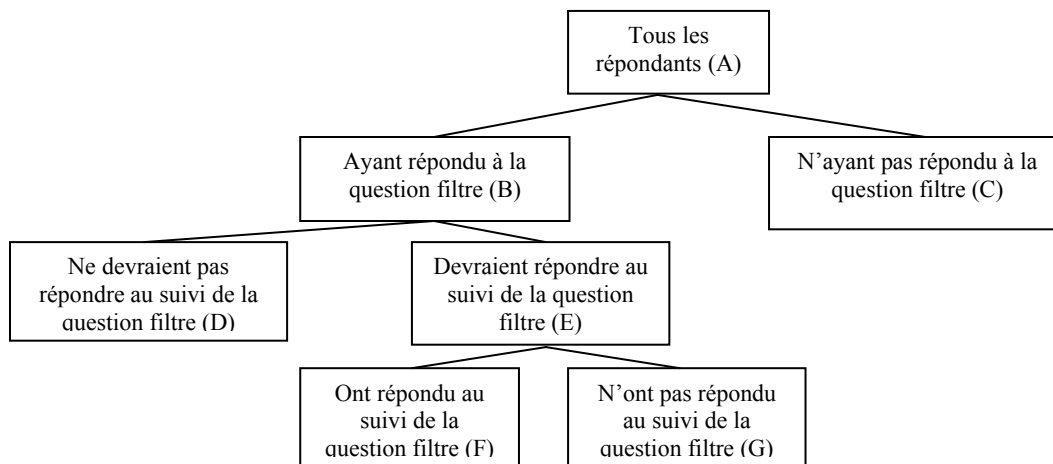 Tous les
répondants (A)
Ayant répondu à la
question filtre (B)
N’ayant pas répondu à la
question filtre (C)
Ne devraient pas
répondre au suivi de la
question filtre (D)
Devraient répondre au
suivi de la question
filtre (E)
Ont répondu au
suivi de la
question filtre (F)
N’ont pas répondu
au suivi de la
question filtre (G)